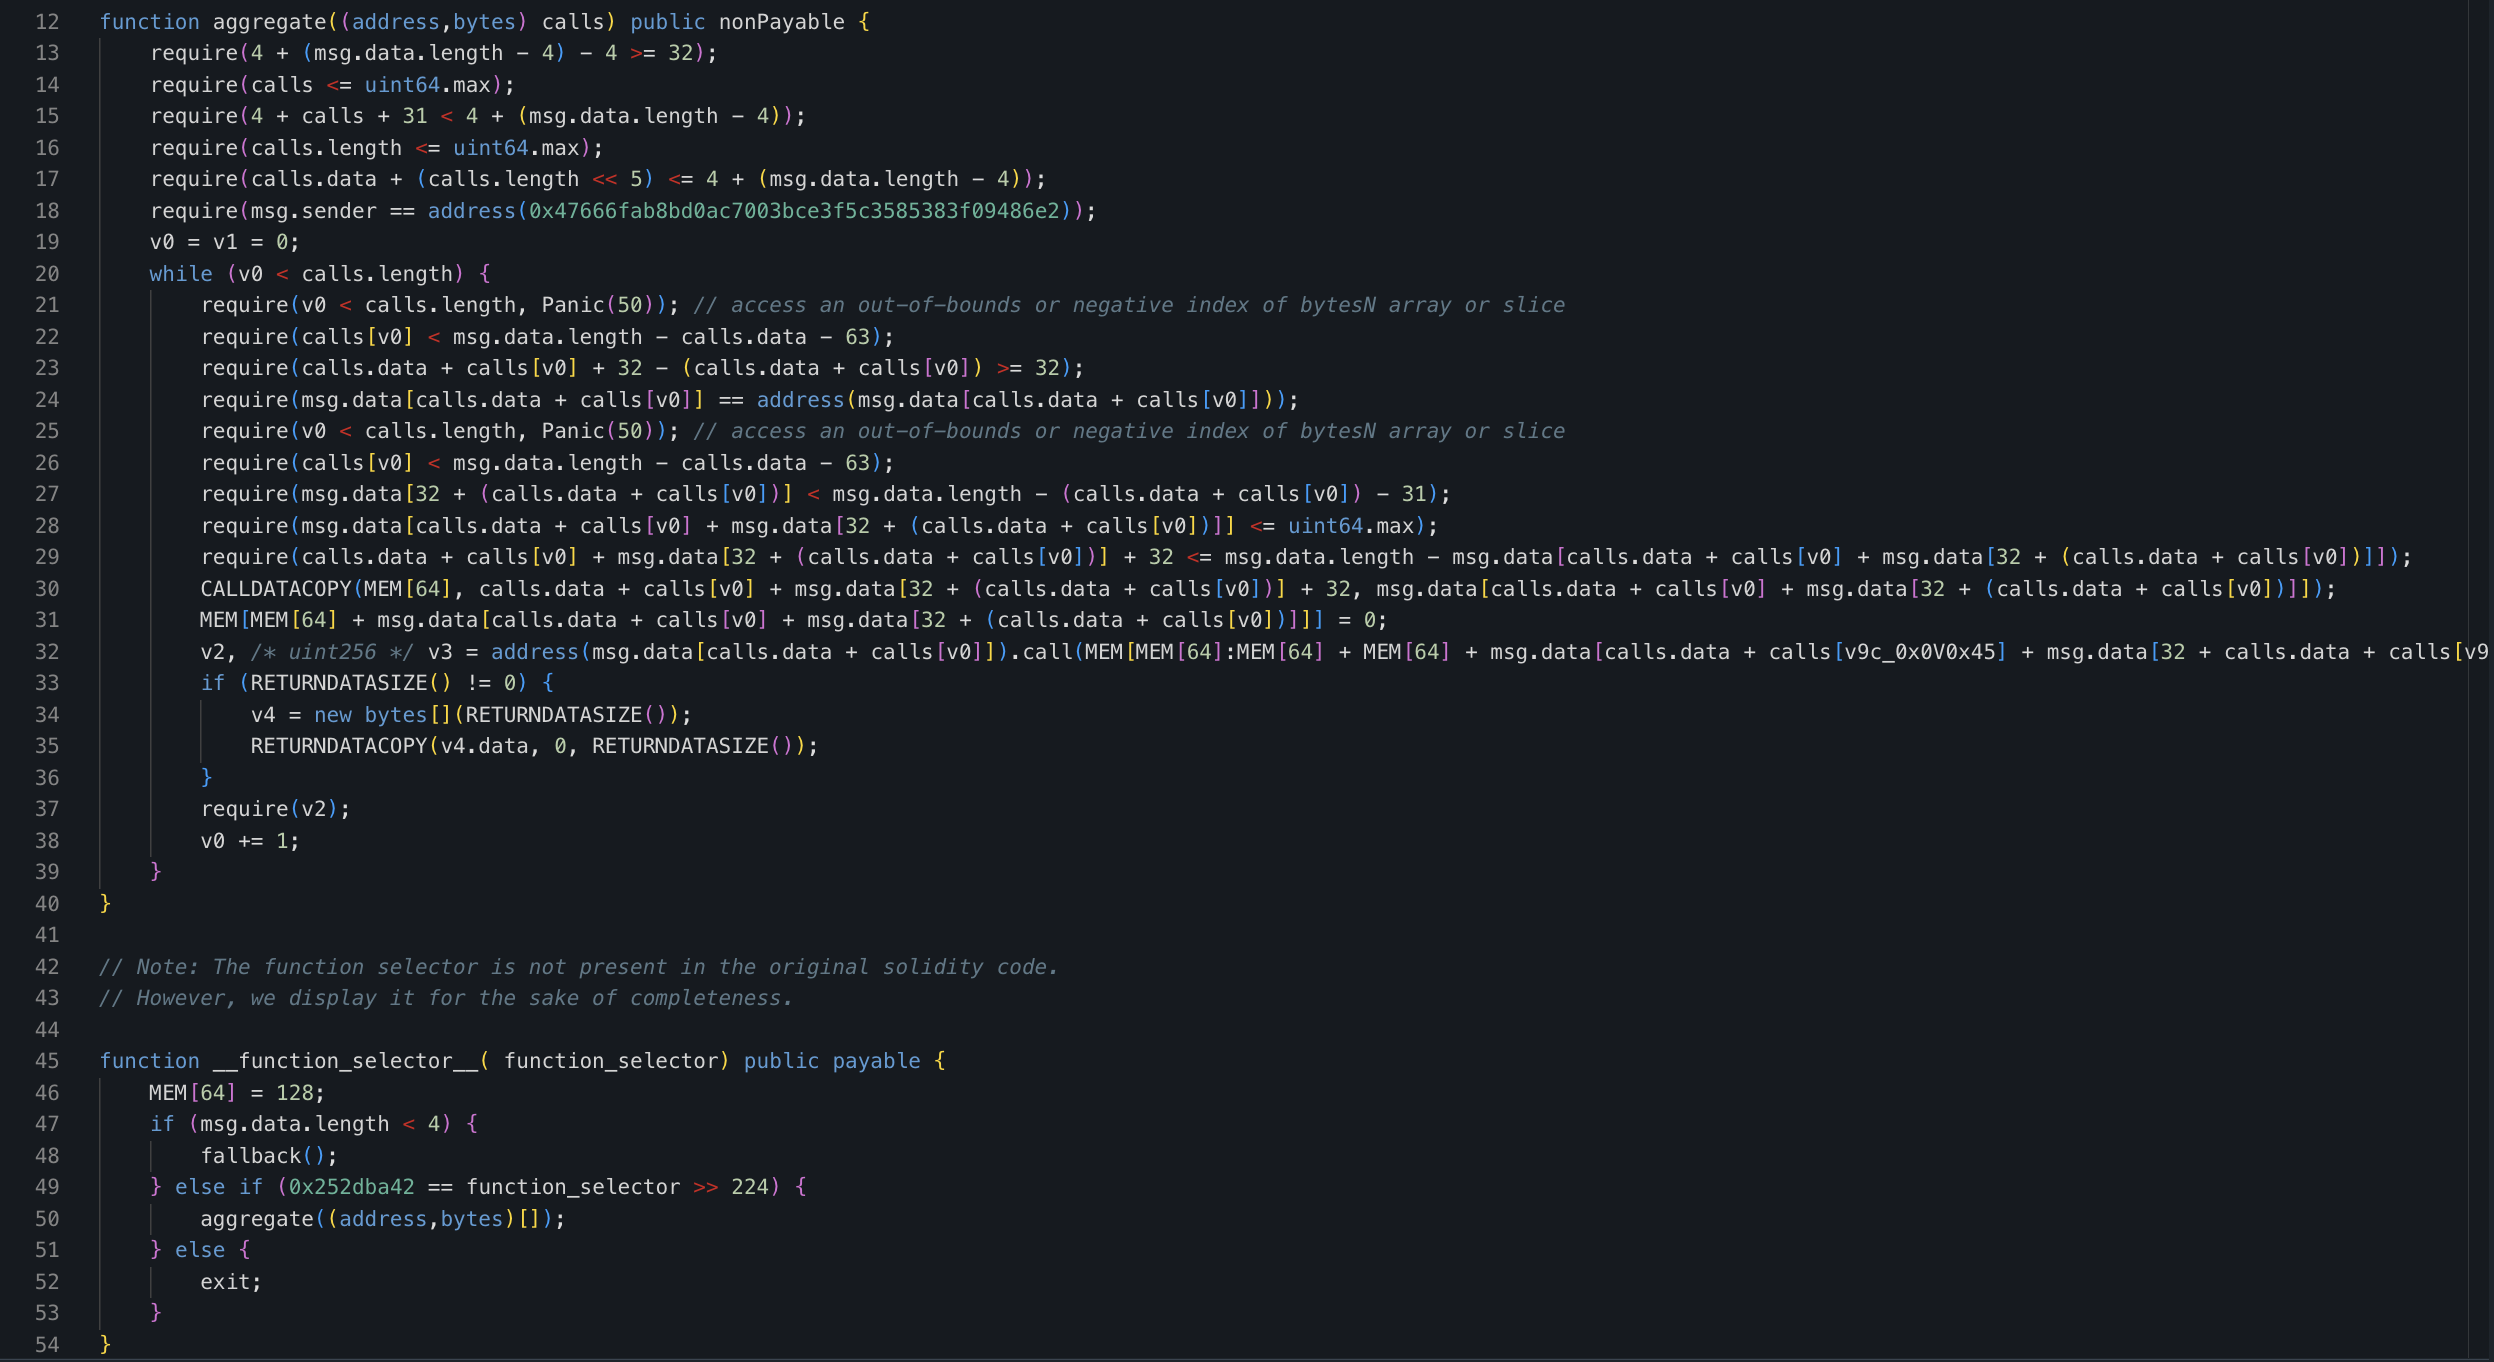 12 function aggregate((address,bytes) calls) public nonPayable {
13 require(4 + (msg.data.length - 4) - 4 >= 32);
14 require(calls <= uint64.max);
15 require(4 + calls + 31 < 4 + (msg.data.length - 4));
16 require(calls.length <= uint64.max);
17 require(calls.data + (calls.length << 5) <= 4 + (msg.data.length - 4));
18 require(msg.sender == address(0x47666fab8bd0ac7003bce3f5c3585383f09486e2));
19 v0 = v1 = 0;
20 while (v0 < calls.length) {
21 require(v0 < calls.length, Panic(50)); // access an out-of-bounds or negative index of bytesN array or slice
22 require(calls[v0] < msg.data.length - calls.data - 63);
23 require(calls.data + calls[v0] + 32 - (calls.data + calls[v0]) >= 32);
24 require(msg.data[calls.data + calls[v0]] == address(msg.data[calls.data + calls[v0]]));
25 require(v0 < calls.length, Panic(50)); // access an out-of-bounds or negative index of bytesN array or slice
26 require(calls[v0] < msg.data.length - calls.data - 63);
27 require(msg.data[32 + (calls.data + calls[v0])] < msg.data.length - (calls.data + calls[v0]) - 31);
28 require(msg.data[calls.data + calls[v0] + msg.data[32 + (calls.data + calls[v0])]] <= uint64.max);
29 require(calls.data + calls[v0] + msg.data[32 + (calls.data + calls[v0])] + 32 <= msg.data.length - msg.data[calls.data + calls[v0] + msg.data[32 + (calls.data + calls[v0])]]);
30 CALLDATACOPY(MEM[64], calls.data + calls[v0] + msg.data[32 + (calls.data + calls[v0])] + 32, msg.data[calls.data + calls[v0] + msg.data[32 + (calls.data + calls[v0])]]);
31 MEM[MEM[64] + msg.data[calls.data + calls[v0] + msg.data[32 + (calls.data + calls[v0])]]] = 0;
32 v2, /* uint256 */ v3 = address(msg.data[calls.data + calls[v0]]).call(MEM[MEM[64]:MEM[64] + MEM[64] + msg.data[calls.data + calls[v9c_0x0V0x45] + msg.data[32 + calls.data + calls[v9
33 if (RETURNDATASIZE() != 0) {
34 v4 = new bytes[](RETURNDATASIZE());
35 RETURNDATACOPY(v4.data, 0, RETURNDATASIZE());
36 }
37 require(v2);
38 v0 += 1;
39 }
40 }
41
42 // Note: The function selector is not present in the original solidity code.
43 // However, we display it for the sake of completeness.
44
45 function __function_selector__( function_selector) public payable {
46 MEM[64] = 128;
47 if (msg.data.length < 4) {
48 fallback();
49 } else if (0x252dba42 == function_selector >> 224) {
50 aggregate((address,bytes)[]);
51 } else {
52 exit;
53 }
54 }